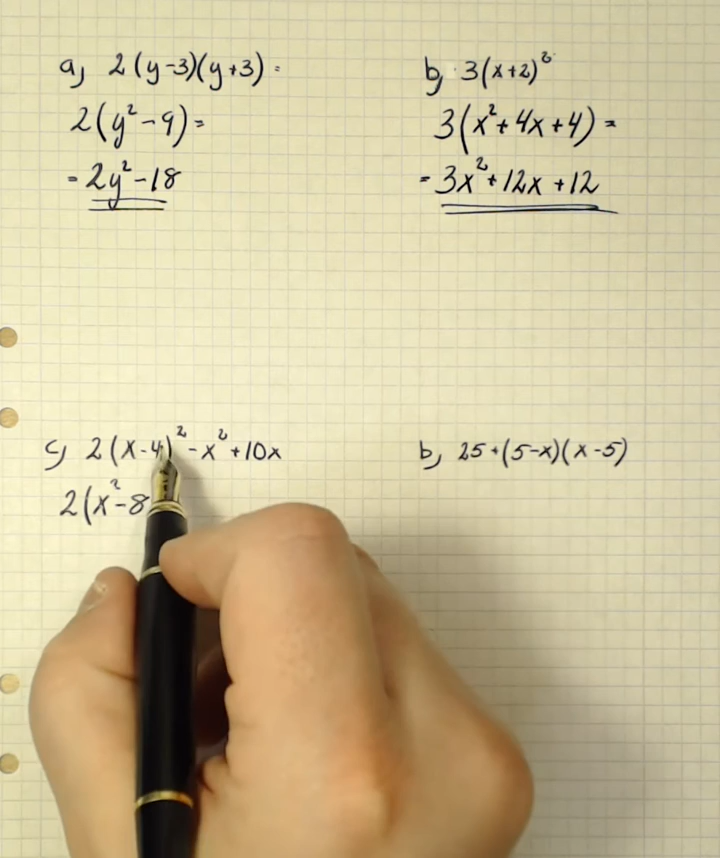 a) 2(y-3)(y+3) =
2(y²-9) =
= 2y²-18
b) 3(x+2)²
3(x²+4x+4) =
= 3x²+12x+12
c) 2(x-4)²-x²+10x
2(x²-8
b) 25+(5-x)(x-5)